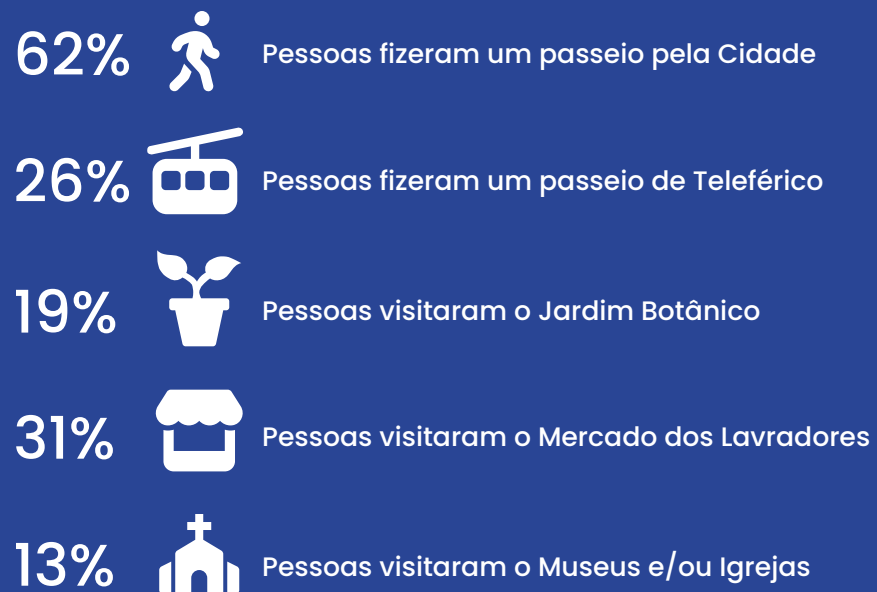 62% Pessoas fizeram um passeio pela Cidade
26% Pessoas fizeram um passeio de Teleférico
19% Pessoas visitaram o Jardim Botânico
31% Pessoas visitaram o Mercado dos Lavradores
13% Pessoas visitaram o Museus e/ou Igrejas